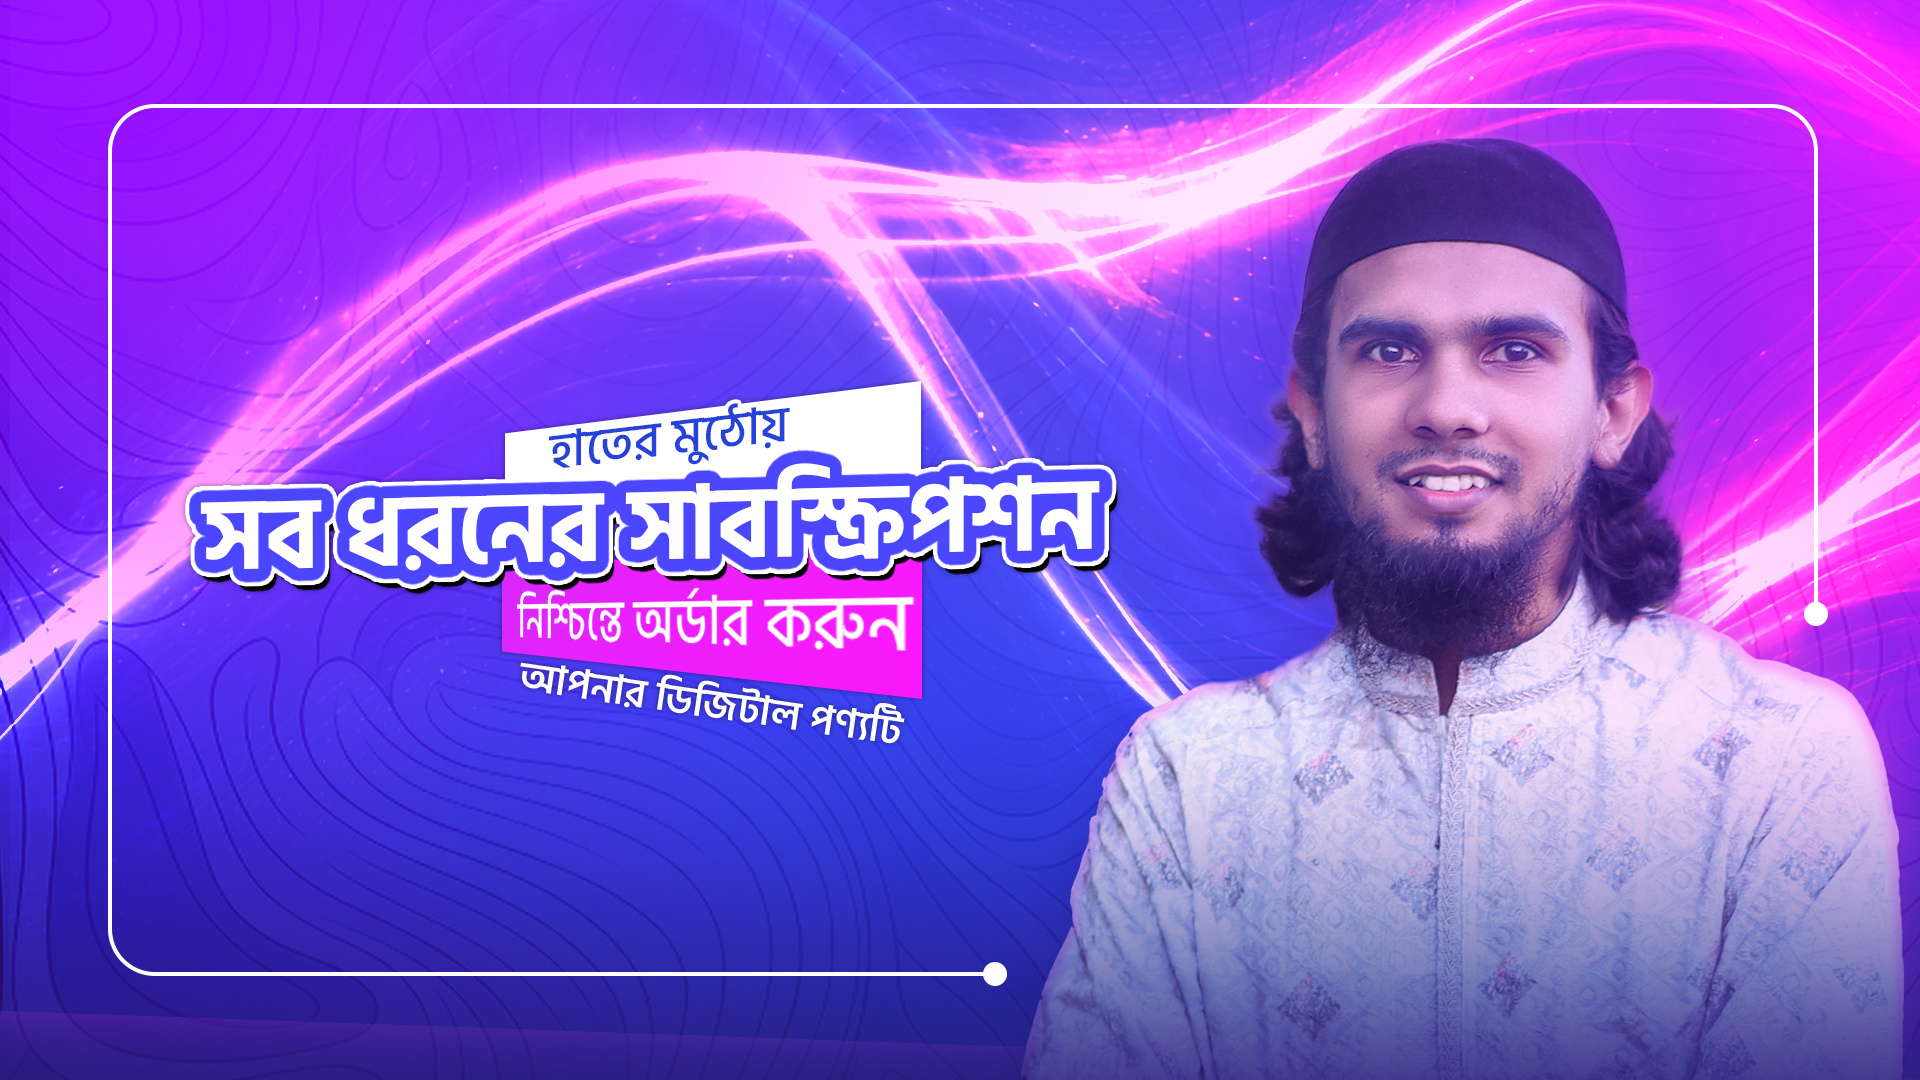 হাতের মুঠোয়
সব ধরনের সাবস্ক্রিপশন
নিশ্চিন্তে অর্ডার করুন
আপনার ডিজিটাল পণ্যটি